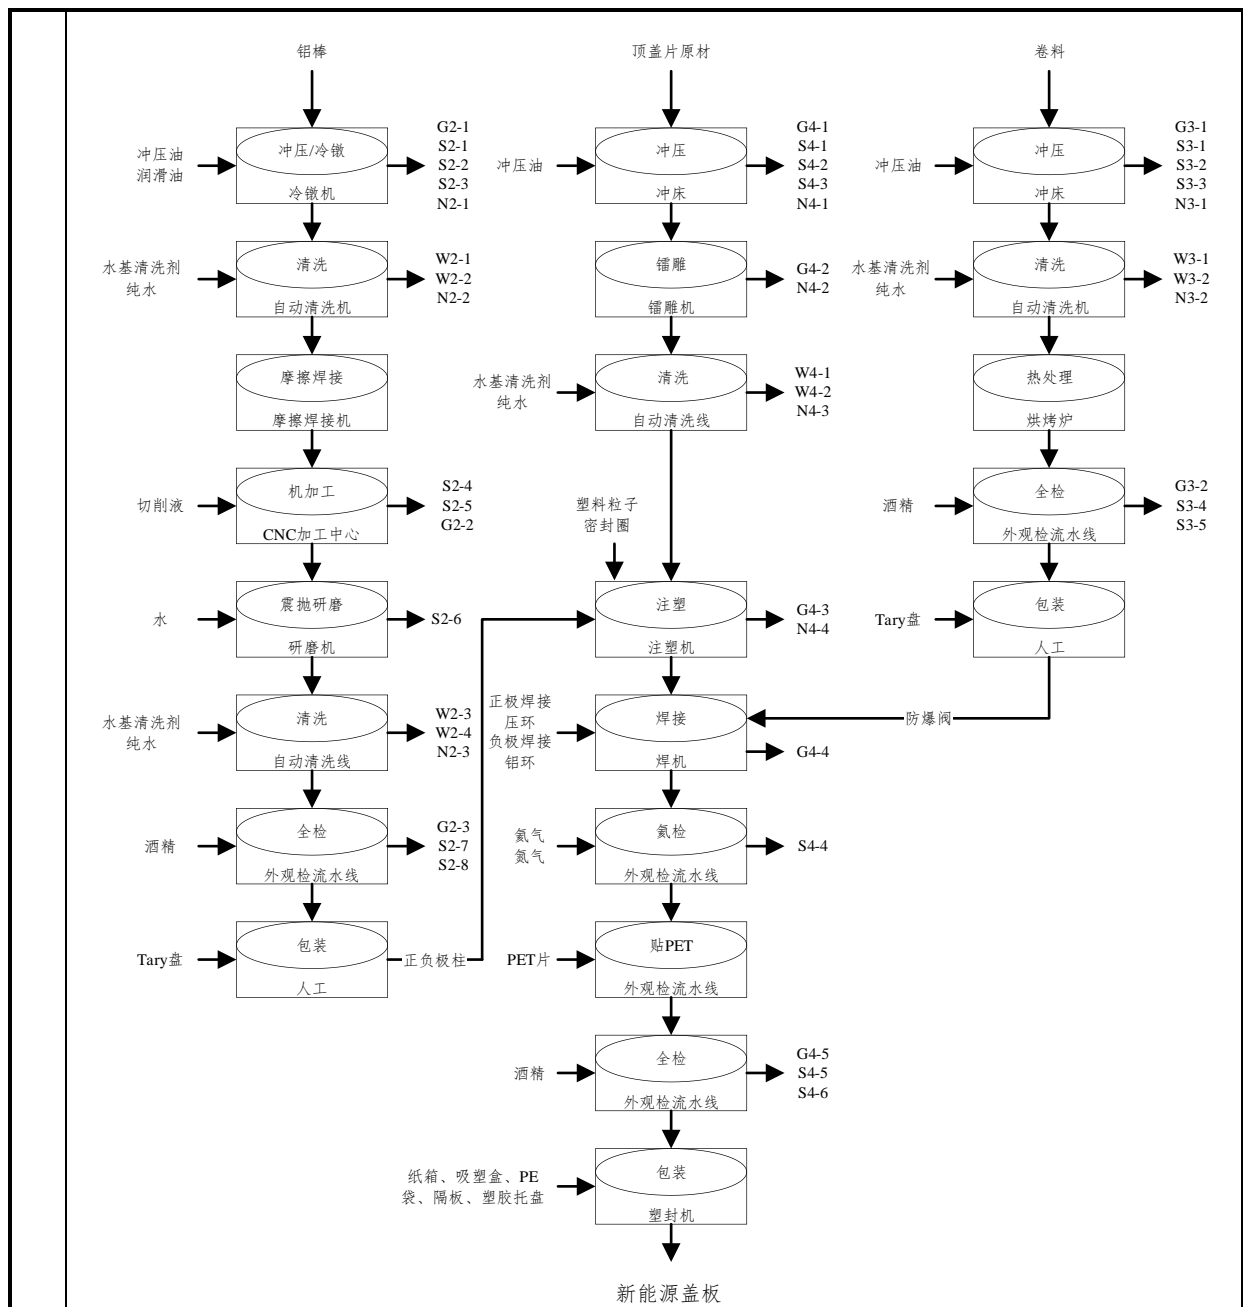 铝棒
冲压油
润滑油
冲压/冷镦
冷镦机
G2-1
S2-1
S2-2
S2-3
N2-1
水基清洗剂
纯水
清洗
自动清洗机
W2-1
W2-2
N2-2
摩擦焊接
摩擦焊接机
切削液
机加工
CNC加工中心
S2-4
S2-5
G2-2
水
震抛研磨
研磨机
S2-6
水基清洗剂
纯水
清洗
自动清洗线
W2-3
W2-4
N2-3
酒精
全检
外观检流水线
G2-3
S2-7
S2-8
Tary盘
包装
人工
正负极柱
顶盖片原材
冲压油
冲压
冲床
G4-1
S4-1
S4-2
S4-3
N4-1
镭雕
镭雕机
G4-2
N4-2
水基清洗剂
纯水
清洗
自动清洗线
W4-1
W4-2
N4-3
塑料粒子
密封圈
注塑
注塑机
G4-3
N4-4
正极焊接
压环
负极焊接
铝环
焊接
焊机
G4-4
氦气
氮气
氦检
外观检流水线
S4-4
PET片
贴PET
外观检流水线
酒精
全检
外观检流水线
G4-5
S4-5
S4-6
纸箱、吸塑盒、PE
袋、隔板、塑胶托盘
包装
塑封机
新能源盖板
卷料
冲压油
冲压
冲床
G3-1
S3-1
S3-2
S3-3
N3-1
水基清洗剂
纯水
清洗
自动清洗机
W3-1
W3-2
N3-2
热处理
烘烤炉
酒精
全检
外观检流水线
G3-2
S3-4
S3-5
Tary盘
包装
人工
防爆阀